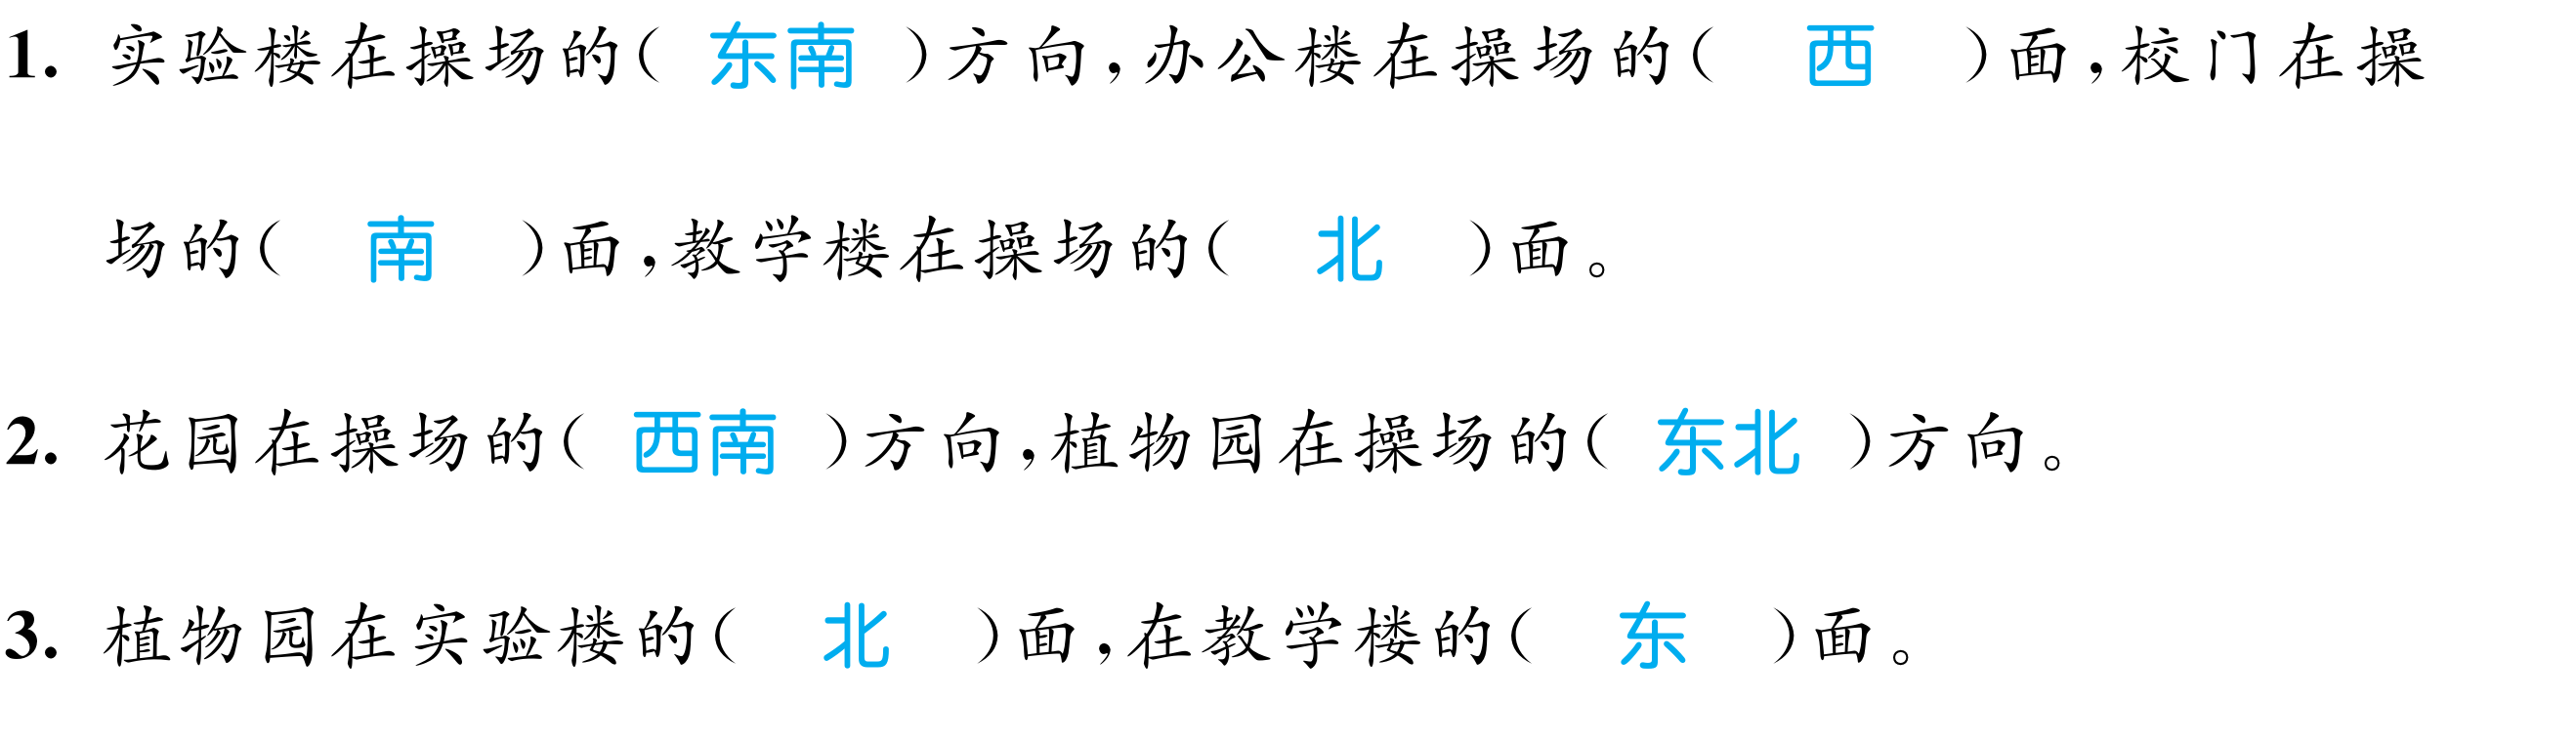 1. 实验楼在操场的( 东南 )方向,办公楼在操场的( 西 )面,校门在操
场的( 南 )面,教学楼在操场的( 北 )面。
2. 花园在操场的( 西南 )方向,植物园在操场的( 东北 )方向。
3. 植物园在实验楼的( 北 )面,在教学楼的( 东 )面。